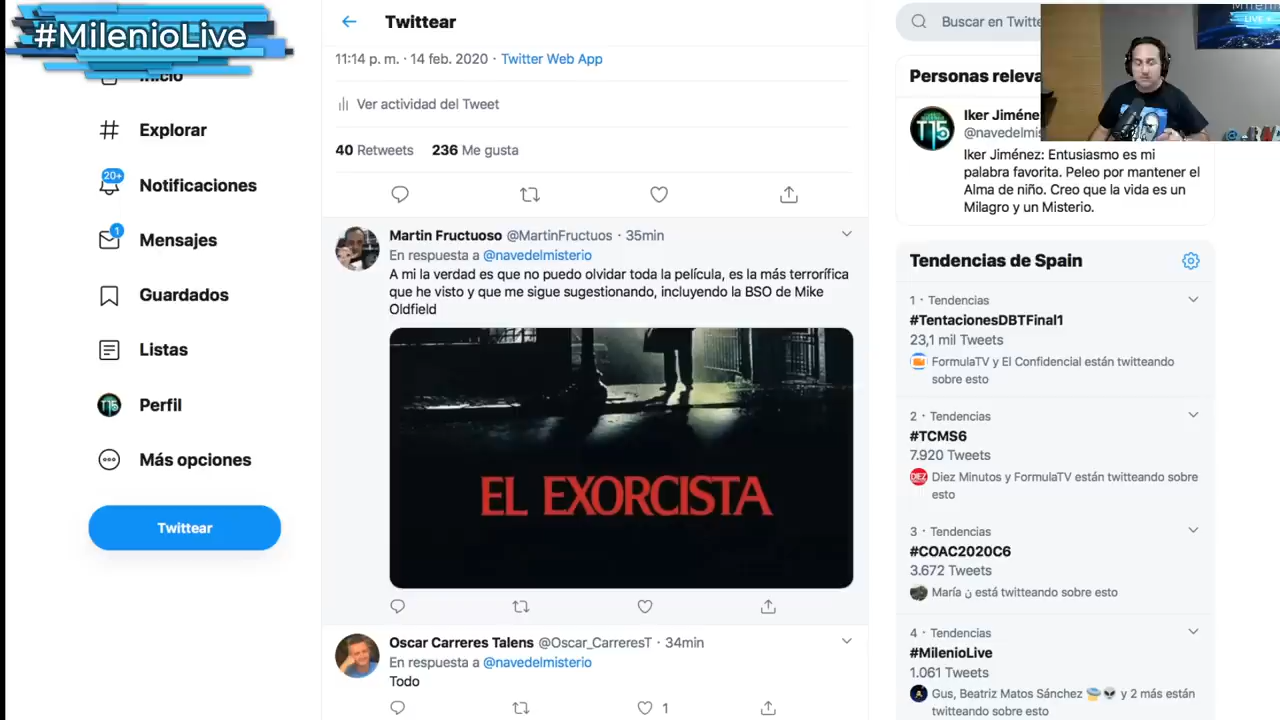 #MilenioLive
Inicio
Explorar
20+
Notificaciones
1
Mensajes
Guardados
Listas
T15
Perfil
Más opciones
Twittear
Twittear
11:14 p. m. · 14 feb. 2020 · Twitter Web App
Ver actividad del Tweet
40 Retweets 236 Me gusta
Martin Fructuoso @MartinFructuos · 35min
En respuesta a @navedelmisterio
A mi la verdad es que no puedo olvidar toda la película, es la más terrorífica
que he visto y que me sigue sugestionando, incluyendo la BSO de Mike
Oldfield
EL EXORCISTA
Oscar Carreres Talens @Oscar_CarreresT · 34min
En respuesta a @navedelmisterio
Todo
1
Buscar en Twitte
LIVE
Personas releva
T15
Iker Jiméne
@navedelmis
Iker Jiménez: Entusiasmo es mi
palabra favorita. Peleo por mantener el
Alma de niño. Creo que la vida es un
Milagro y un Misterio.
Tendencias de Spain
1 · Tendencias
#TentacionesDBTFinal1
23,1 mil Tweets
FormulaTV y El Confidencial están twitteando
sobre esto
2 · Tendencias
#TCMS6
7.920 Tweets
DIEZ
Diez Minutos y FormulaTV están twitteando sobre
esto
3 · Tendencias
#COAC2020C6
3.672 Tweets
María ن está twitteando sobre esto
4 · Tendencias
#MilenioLive
1.061 Tweets
Gus, Beatriz Matos Sánchez 🛸👽 y 2 más están
twitteando sobre esto